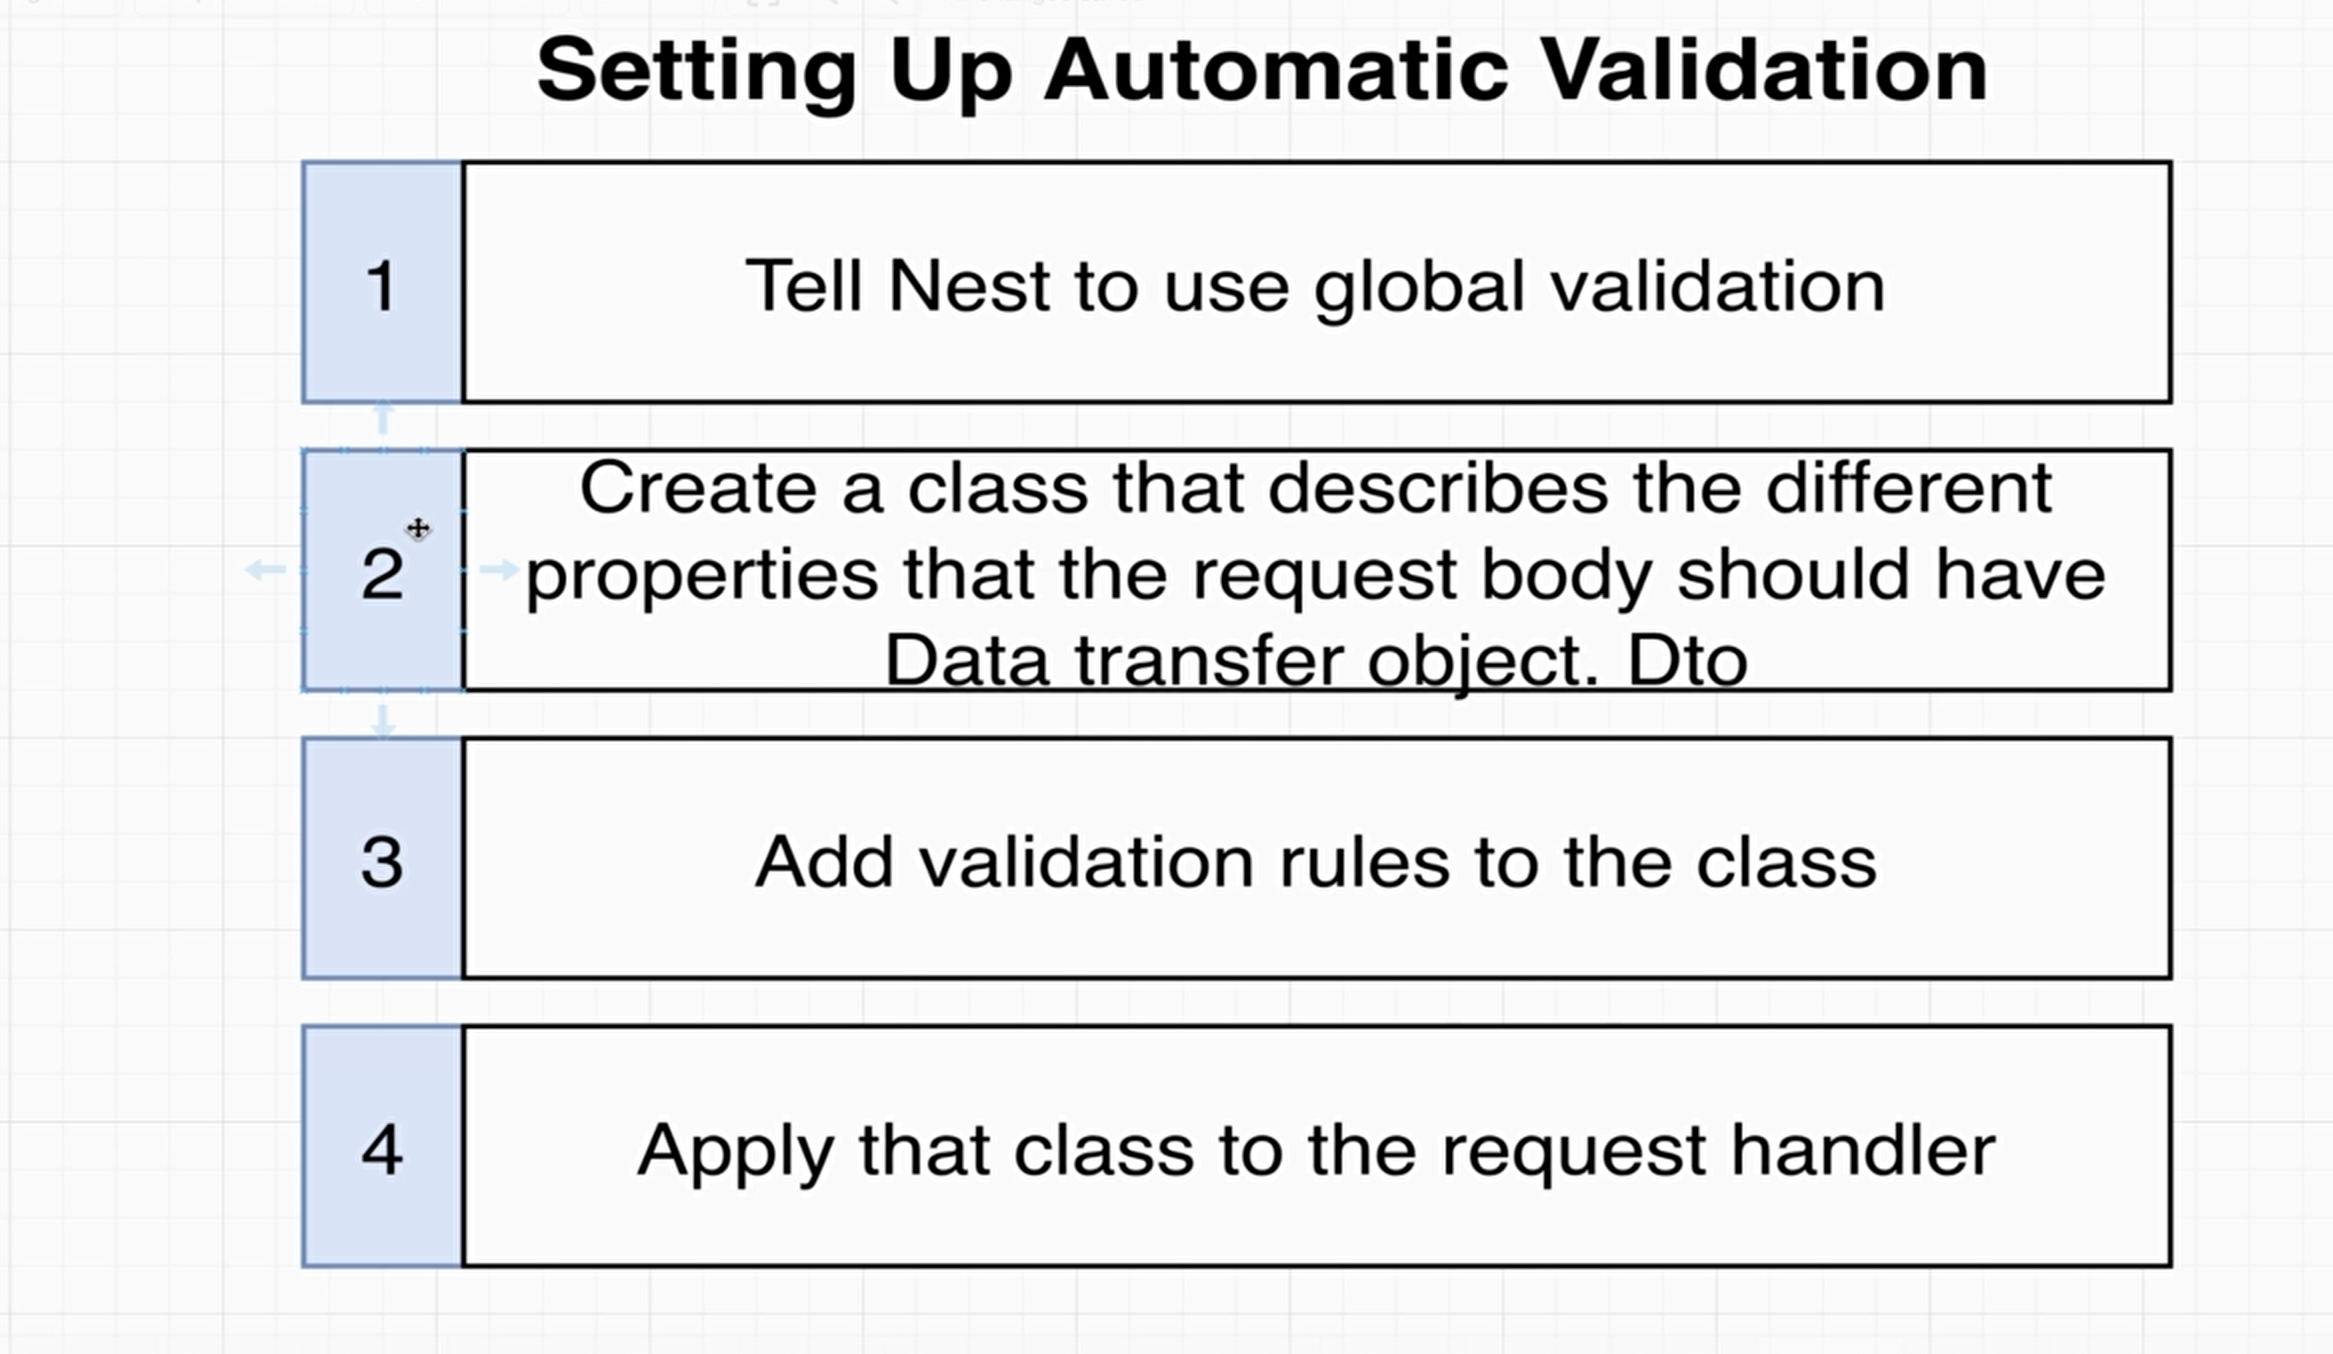 Setting Up Automatic Validation
1
Tell Nest to use global validation
2
Create a class that describes the different
properties that the request body should have
Data transfer object. Dto
3
Add validation rules to the class
4
Apply that class to the request handler